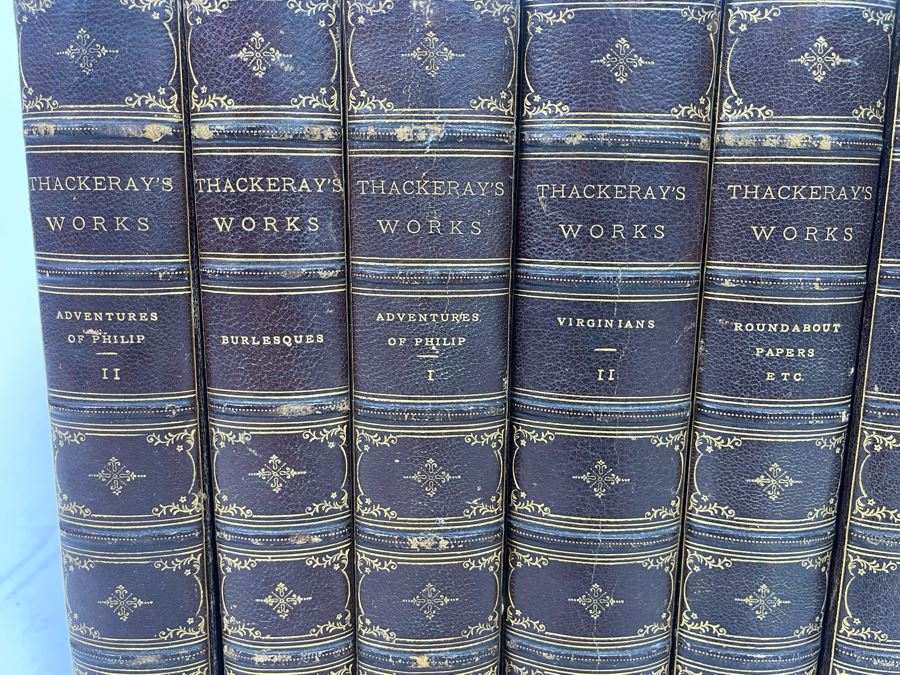 THACKERAY'S
WORKS
ADVENTURES
OF PHILIP
II
THACKERAY'S
WORKS
BURLESQUES
THACKERAY'S
WORKS
ADVENTURES
OF PHILIP
I
THACKERAY'S
WORKS
VIRGINIANS
II
THACKERAY'S
WORKS
ROUNDABOUT
PAPERS
ETC.